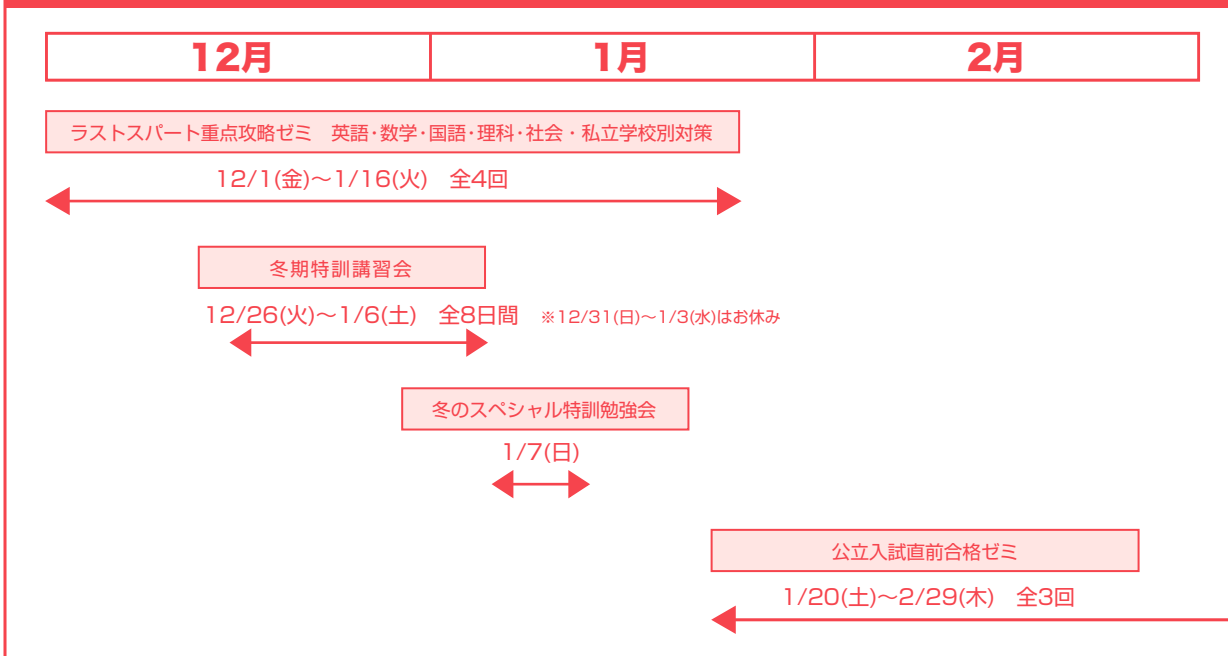 12月 1月 2月
ラストスパート重点攻略ゼミ 英語・数学・国語・理科・社会・私立学校別対策
12/1(金)〜1/16(火) 全4回
冬期特訓講習会
12/26(火)〜1/6(土) 全8日間 ※12/31(日)〜1/3(水)はお休み
冬のスペシャル特訓勉強会
1/7(日)
公立入試直前合格ゼミ
1/20(土)〜2/29(木) 全3回